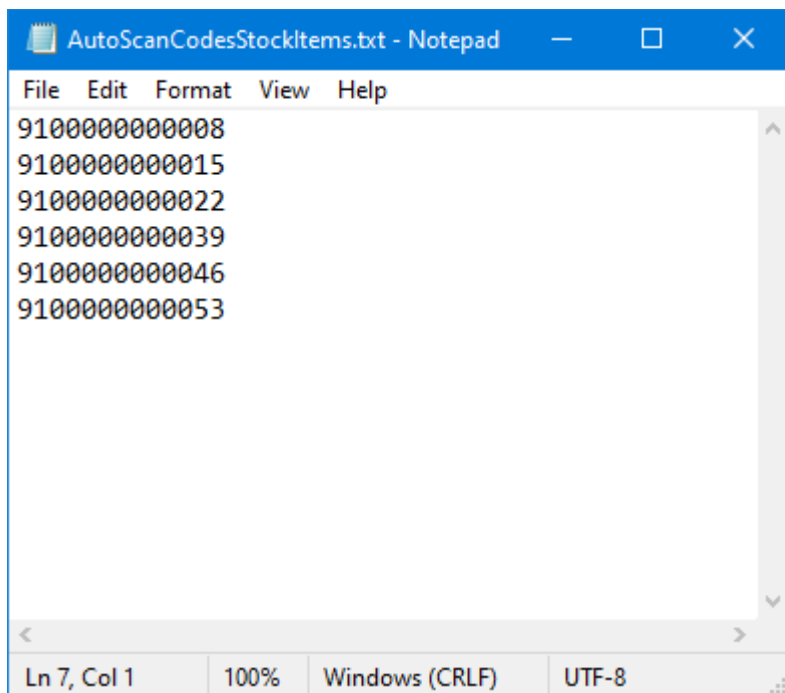 AutoScanCodesStockItems.txt - Notepad
File Edit Format View Help
9100000000008
9100000000015
9100000000022
9100000000039
9100000000046
9100000000053
Ln 7, Col 1 100% Windows (CRLF) UTF-8